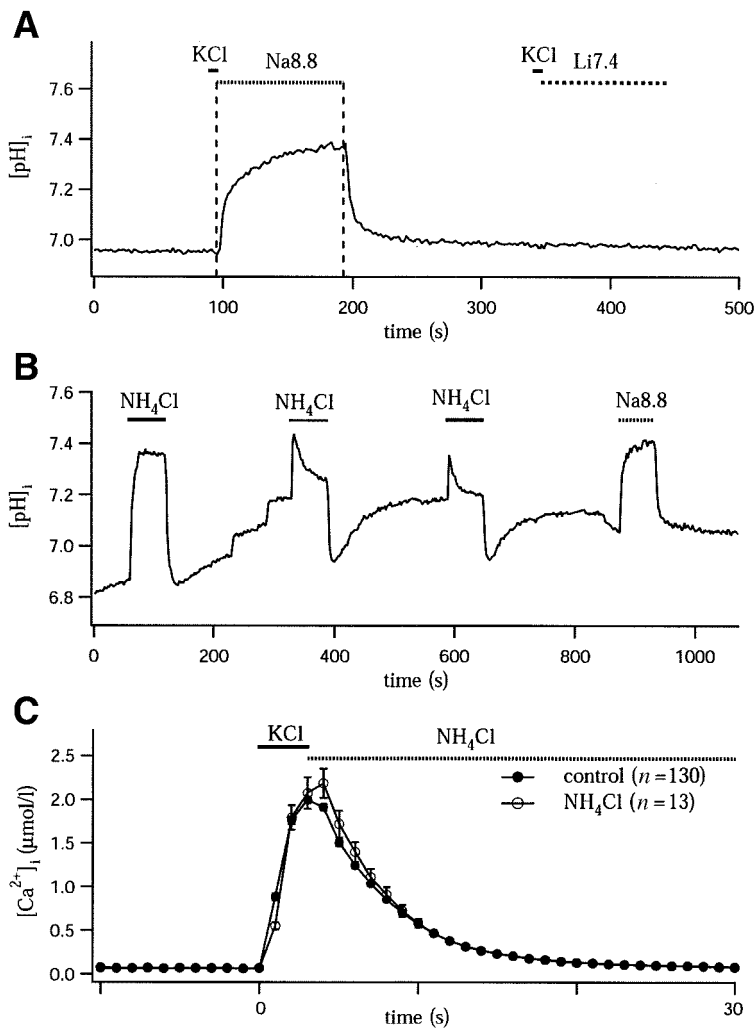 A
KCl Na8.8 KCl Li7.4
7.6
7.4
7.2
7.0
[pH]i
0 100 200 300 400 500
time (s)
B
7.6
NH4Cl NH4Cl NH4Cl Na8.8
7.4
7.2
7.0
6.8
[pH]i
0 200 400 600 800 1000
time (s)
C
KCl NH4Cl
2.5
control (n=130)
2.0
NH4Cl (n=13)
1.5
1.0
0.5
0.0
[Ca2+]i (μmol/l)
0 30
time (s)